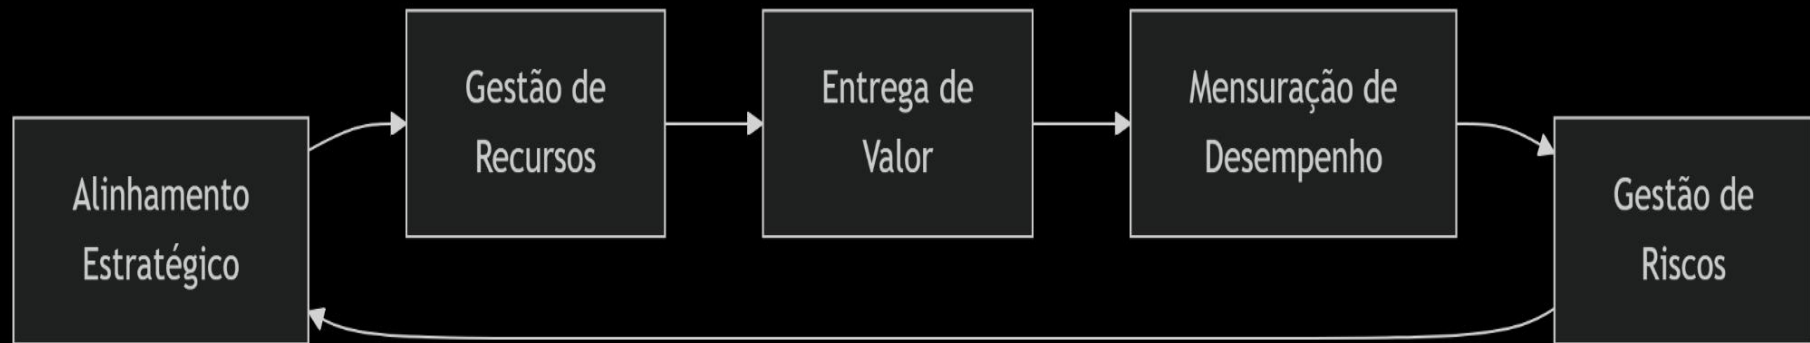 Alinhamento
Estratégico
Gestão de
Recursos
Entrega de
Valor
Mensuração de
Desempenho
Gestão de
Riscos